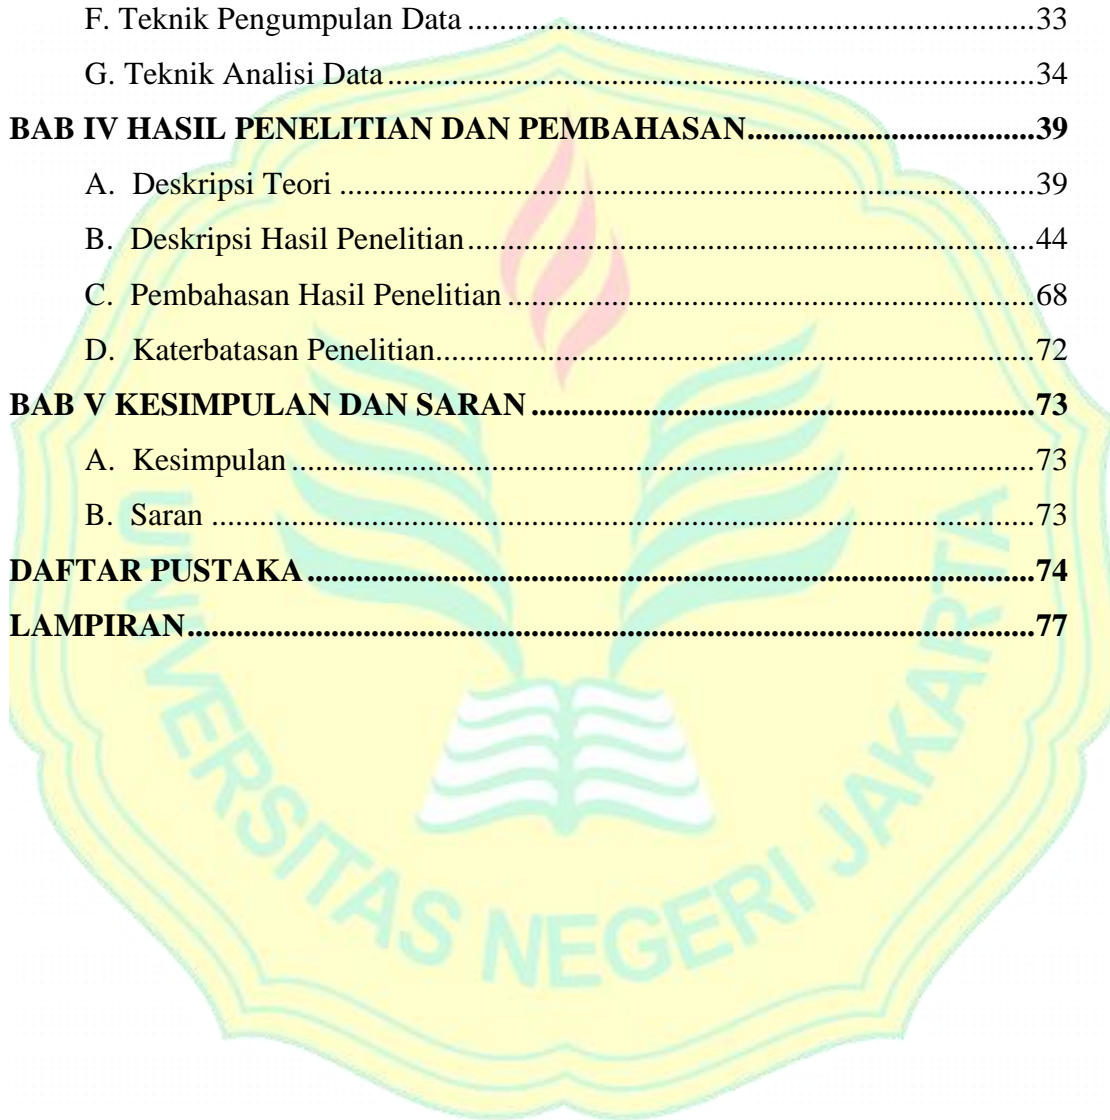 F. Teknik Pengumpulan Data ........................................................................33
G. Teknik Analisi Data ..................................................................................34
BAB IV HASIL PENELITIAN DAN PEMBAHASAN....................................39
A. Deskripsi Teori ........................................................................................39
B. Deskripsi Hasil Penelitian ........................................................................44
C. Pembahasan Hasil Penelitian ...................................................................68
D. Katerbatasan Penelitian............................................................................72
BAB V KESIMPULAN DAN SARAN ...............................................................73
A. Kesimpulan ..............................................................................................73
B. Saran ........................................................................................................73
DAFTAR PUSTAKA ...........................................................................................74
LAMPIRAN..........................................................................................................77
UNIVERSITAS NEGERI JAKARTA